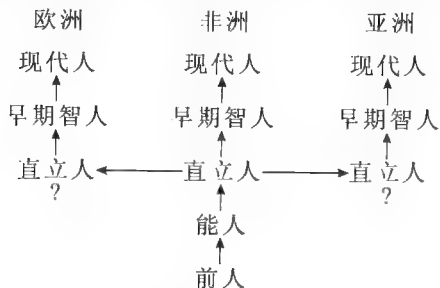 欧洲 非洲 亚洲
现代人 现代人 现代人
早期智人 早期智人 早期智人
直立人 直立人 直立人
? ?
能人
前人